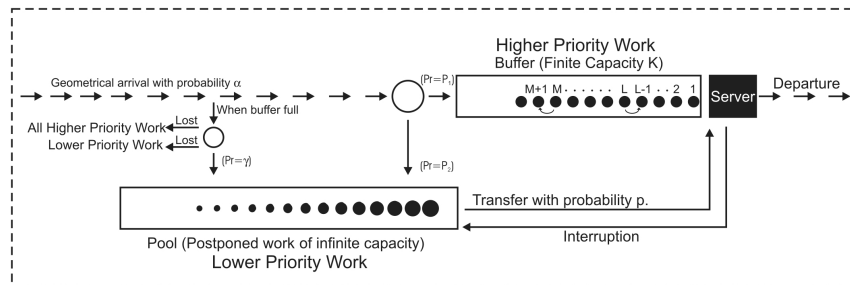 Higher Priority Work
Buffer (Finite Capacity K)
(Pr=P₁)
Geometrical arrival with probability α
M+1 M · · · · · · L L-1 · · 2 1
Server
Departure
When buffer full
Lost
All Higher Priority Work
Lost
Lower Priority Work
(Pr=γ)
(Pr=P₂)
Transfer with probability p.
Interruption
Pool (Postponed work of infinite capacity)
Lower Priority Work